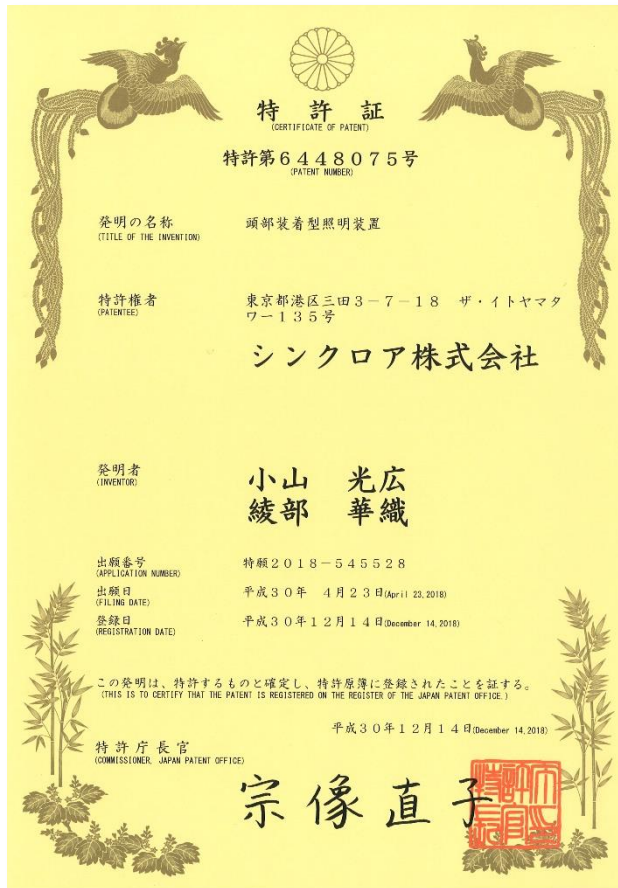 特許証
(CERTIFICATE OF PATENT)
特許第6448075号
(PATENT NUMBER)
発明の名称 頭部装着型照明装置
(TITLE OF THE INVENTION)
特許権者 東京都港区三田3-7-18 ザ・イトヤマタ
(PATENTEE) ワー135号
シンクロア株式会社
発明者
(INVENTOR)
小山 光広
綾部 華織
出願番号 特願2018-545528
(APPLICATION NUMBER)
出願日 平成30年 4月23日(April 23,2018)
(FILING DATE)
登録日 平成30年12月14日(December 14,2018)
(REGISTRATION DATE)
この発明は、特許するものと確定し、特許原簿に登録されたことを証する。
(THIS IS TO CERTIFY THAT THE PATENT IS REGISTERED ON THE REGISTER OF THE JAPAN PATENT OFFICE.)
平成30年12月14日(December 14,2018)
特許庁長官
(COMMISSIONER, JAPAN PATENT OFFICE)
宗像直子